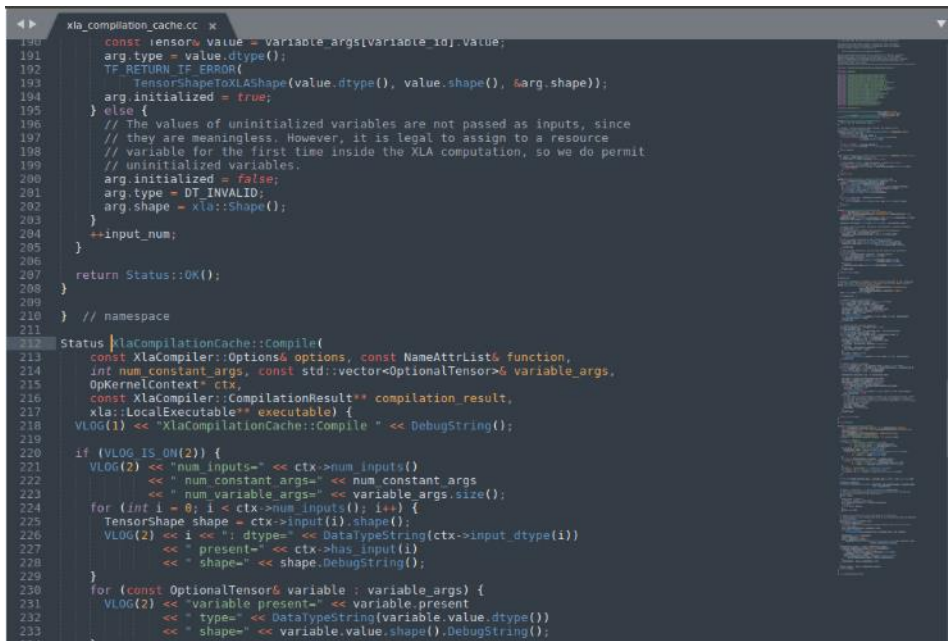 xla_compilation_cache.cc ×
190 const Tensor& value = variable_args[variable_id].value;
191 arg.type = value.dtype();
192 TF_RETURN_IF_ERROR(
193 TensorShapeToXLAShape(value.dtype(), value.shape(), &arg.shape));
194 arg.initialized = true;
195 } else {
196 // The values of uninitialized variables are not passed as inputs, since
197 // they are meaningless. However, it is legal to assign to a resource
198 // variable for the first time inside the XLA computation, so we do permit
199 // uninitialized variables.
200 arg.initialized = false;
201 arg.type = DT_INVALID;
202 arg.shape = xla::Shape();
203 }
204 ++input_num;
205 }
206
207 return Status::OK();
208 }
209
210 } // namespace
211
212 Status XlaCompilationCache::Compile(
213 const XlaCompiler::Options& options, const NameAttrList& function,
214 int num_constant_args, const std::vector<OptionalTensor>& variable_args,
215 OpKernelContext* ctx,
216 const XlaCompiler::CompilationResult** compilation_result,
217 xla::LocalExecutable** executable) {
218 VLOG(1) << "XlaCompilationCache::Compile " << DebugString();
219
220 if (VLOG_IS_ON(2)) {
221 VLOG(2) << "num_inputs=" << ctx->num_inputs()
222 << " num_constant_args=" << num_constant_args
223 << " num_variable_args=" << variable_args.size();
224 for (int i = 0; i < ctx->num_inputs(); i++) {
225 TensorShape shape = ctx->input(i).shape();
226 VLOG(2) << i << ": dtype=" << DataTypeString(ctx->input_dtype(i))
227 << " present=" << ctx->has_input(i)
228 << " shape=" << shape.DebugString();
229 }
230 for (const OptionalTensor& variable : variable_args) {
231 VLOG(2) << "variable present=" << variable.present
232 << " type=" << DataTypeString(variable.value.dtype())
233 << " shape=" << variable.value.shape().DebugString();